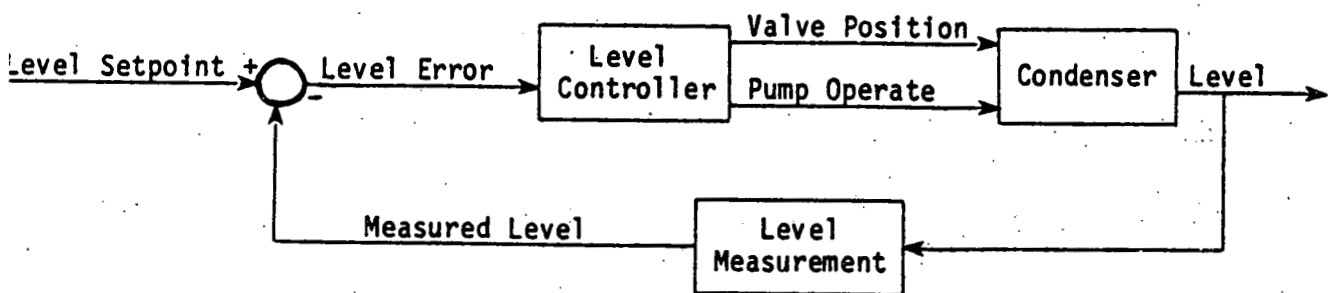 Level Setpoint +
-
Level Error
Level
Controller
Valve Position
Pump Operate
Condenser
Level
Measured Level
Level
Measurement